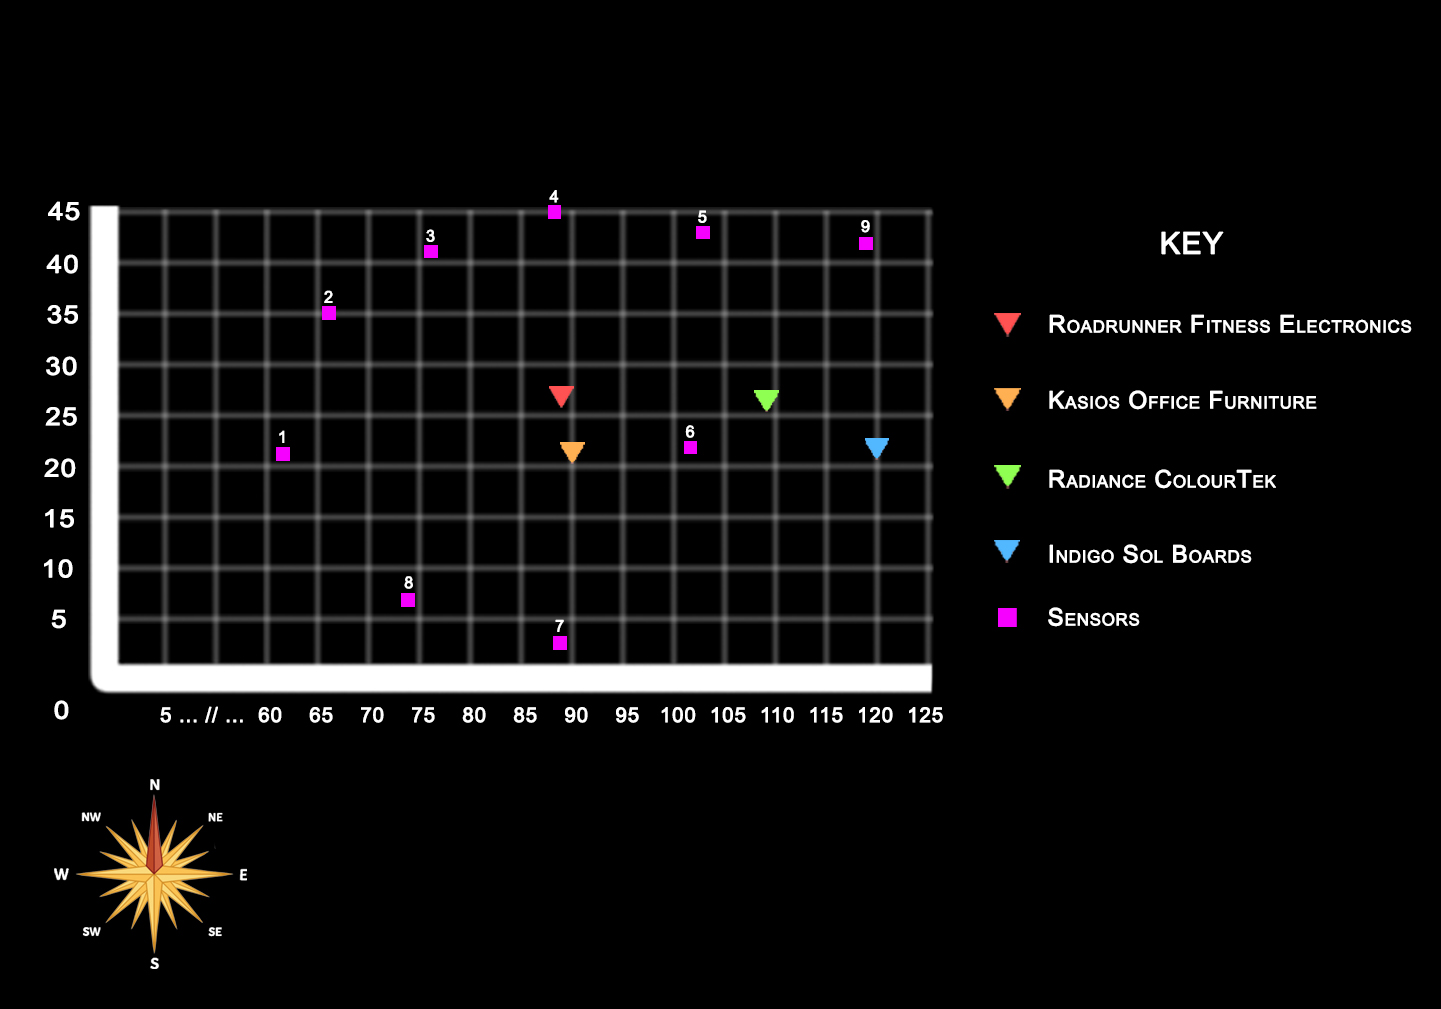 4
45
5
9
3
KEY
40
2
35
Roadrunner Fitness Electronics
30
Kasios Office Furniture
25
1
6
20
Radiance ColourTek
15
Indigo Sol Boards
10
8
5
7
Sensors
0
5 ... // ... 60 65 70 75 80 85 90 95 100 105 110 115 120 125
N
NW NE
W E
SW SE
S